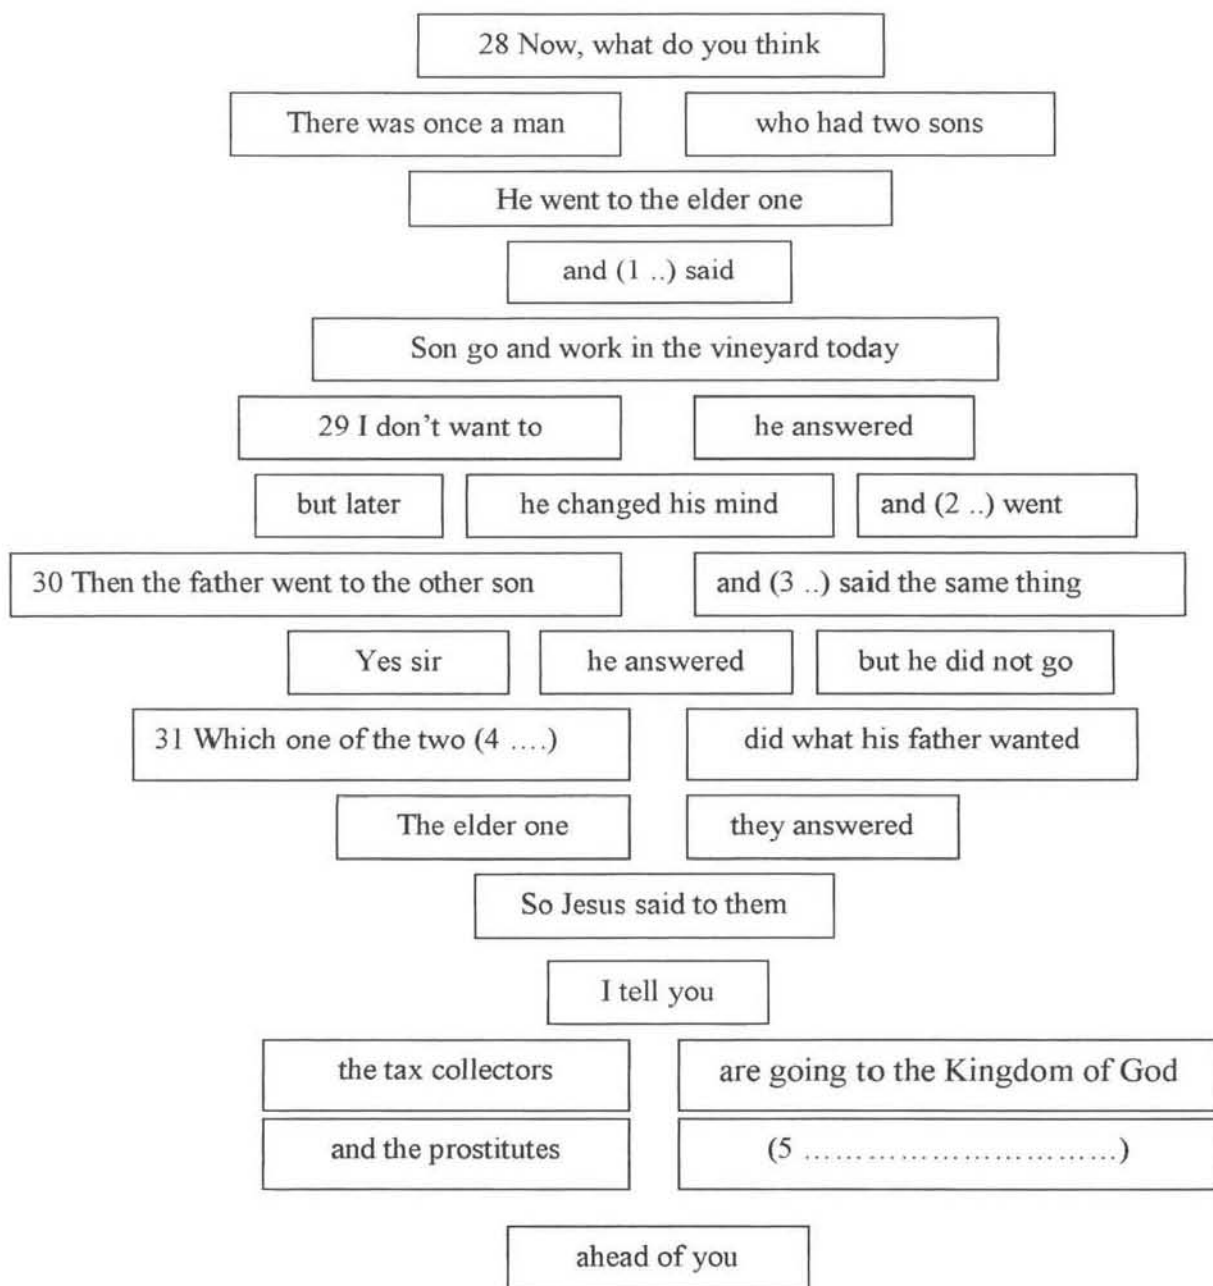 28 Now, what do you think
There was once a man who had two sons
He went to the elder one
and (1 ..) said
Son go and work in the vineyard today
29 I don't want to he answered
but later he changed his mind and (2 ..) went
30 Then the father went to the other son and (3 ..) said the same thing
Yes sir he answered but he did not go
31 Which one of the two (4 ....) did what his father wanted
The elder one they answered
So Jesus said to them
I tell you
the tax collectors are going to the Kingdom of God
and the prostitutes (5 ..............................)
ahead of you